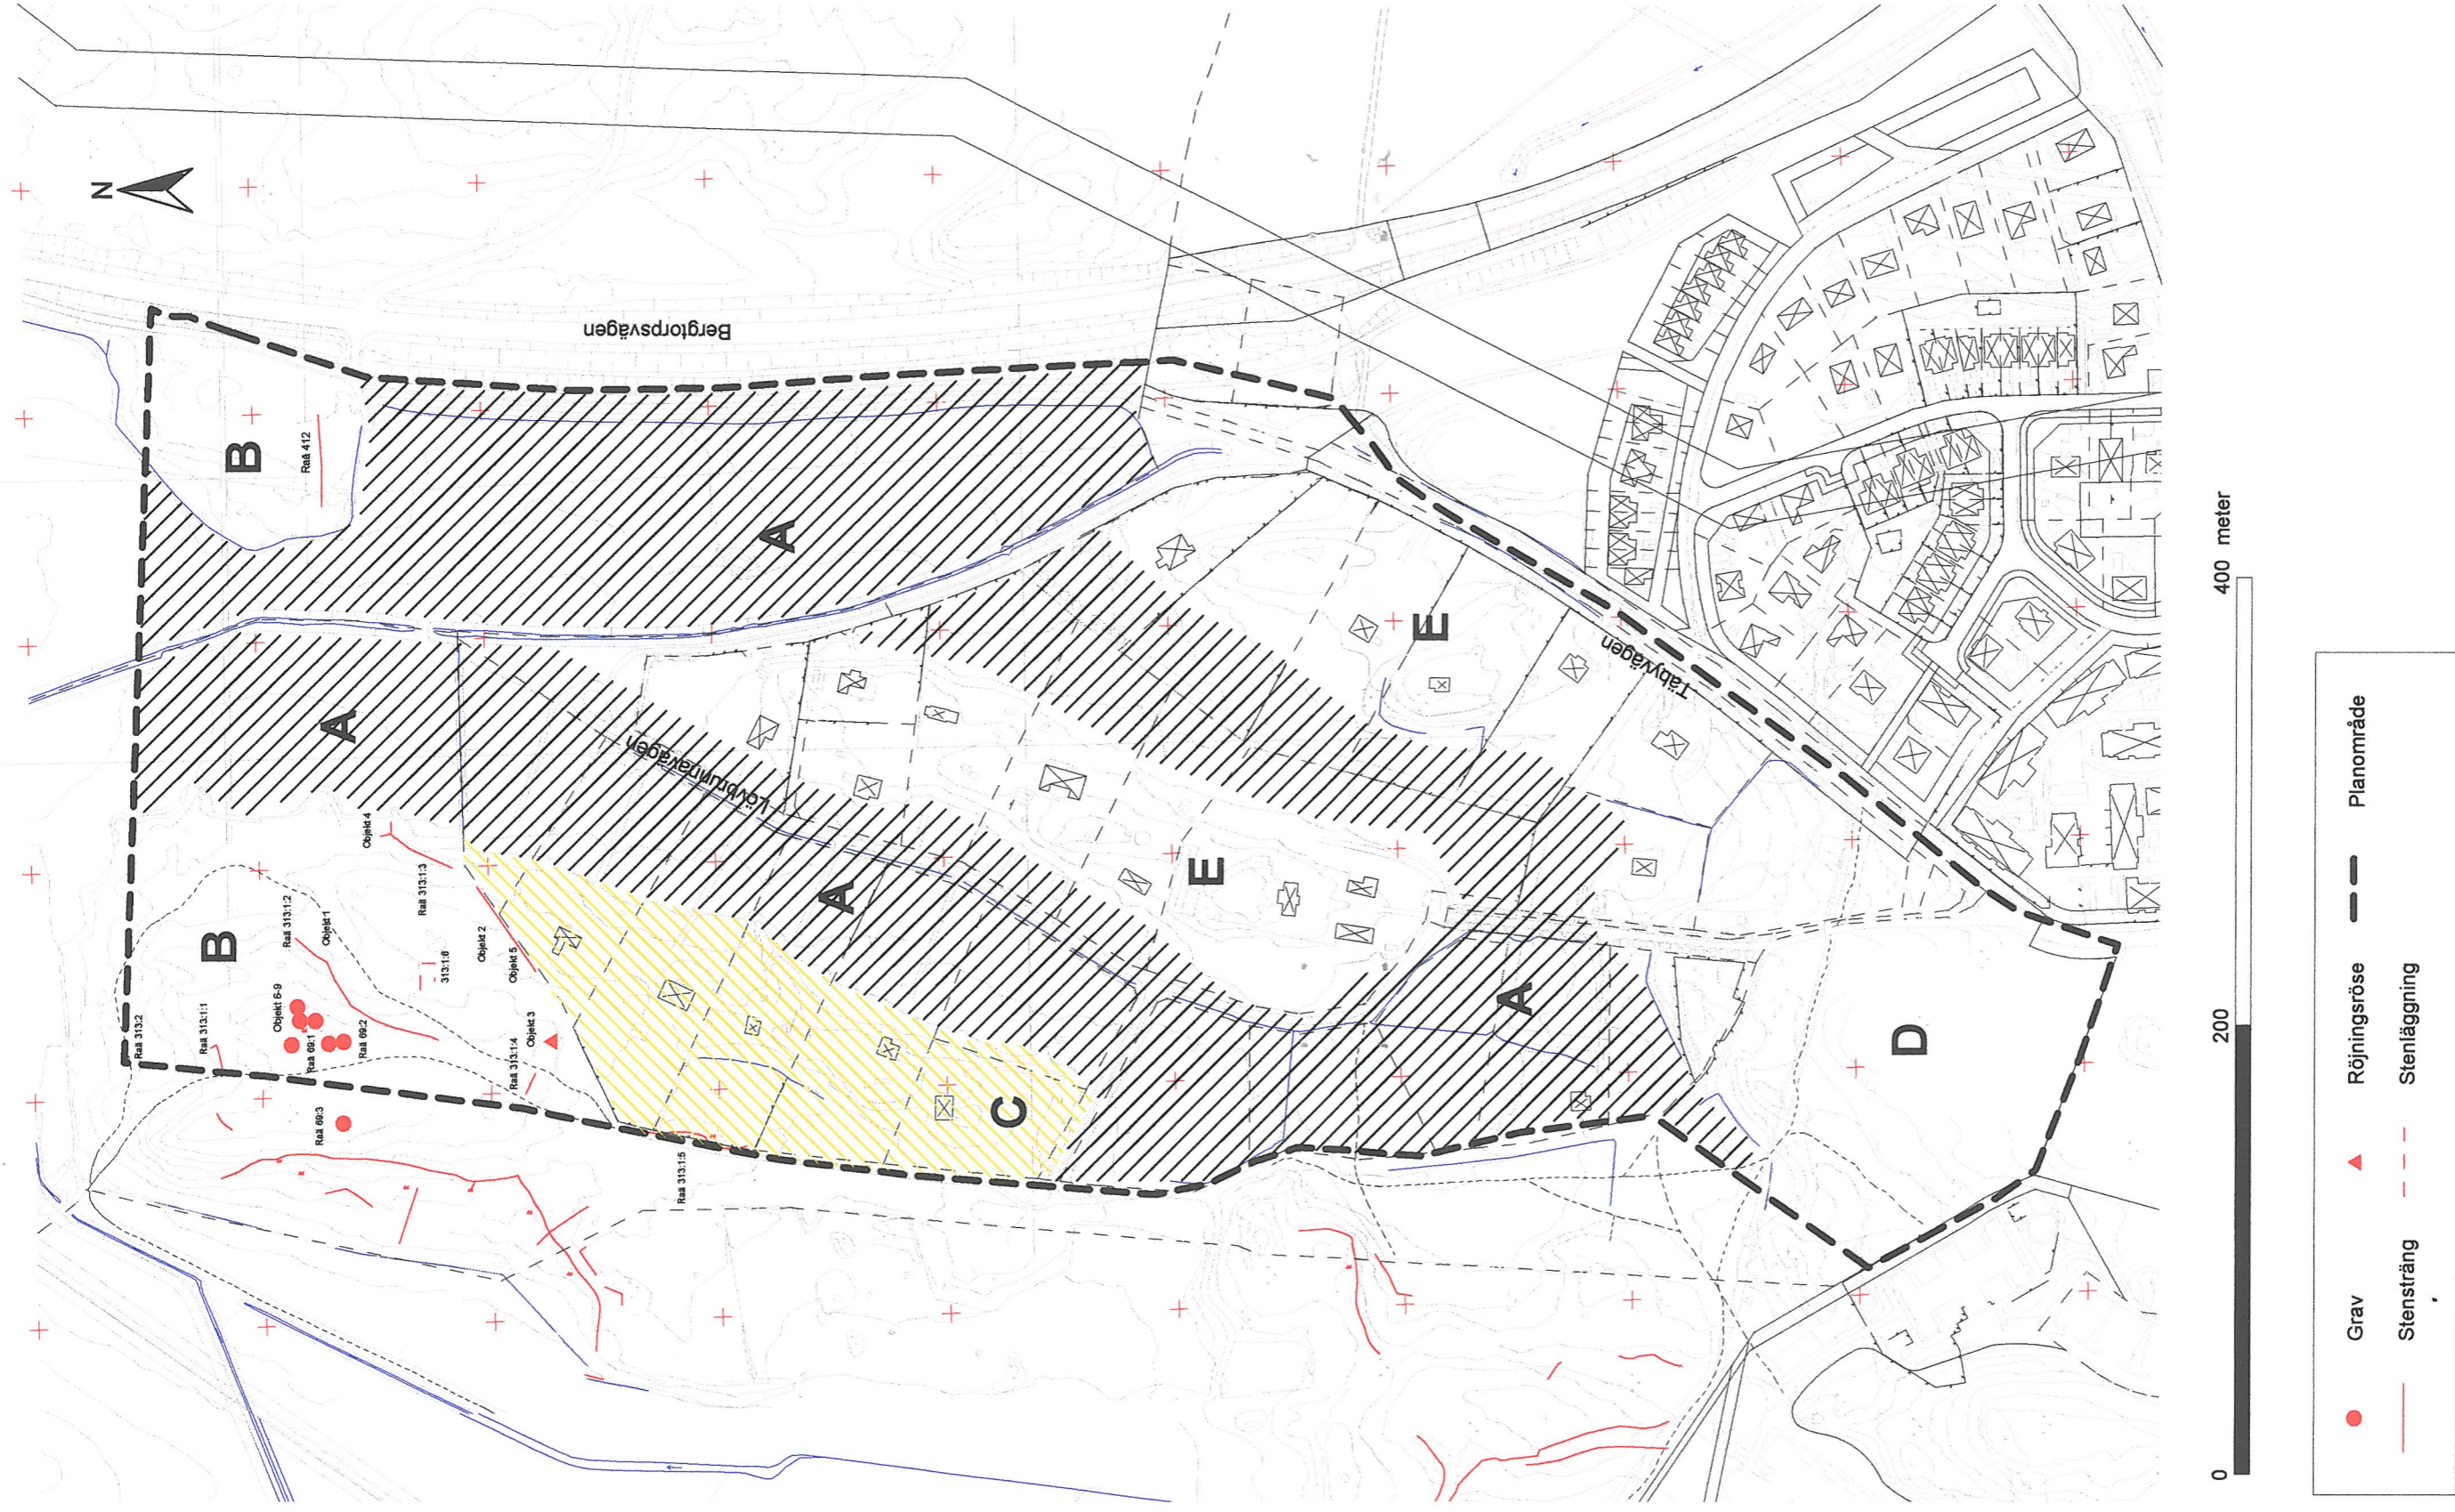 N
Raä 313:2
Raä 313:1:1
B
B
Raä 412
A
Objekt 4
Raä 313:1:3
Raä 313:1:2
Objekt 1
Objekt 6-9
Raä 69:1
Raä 69:2
Raä 69:3
313:1:6
Objekt 2
Objekt 5
Raä 313:1:4
Objekt 3
Raä 313:1:5
Bergtorpsvägen
A
Lövbrunnavägen
A
C
E
E
Täbyvägen
A
D
0
200
400 meter
Grav
Röjningsröse
Planområde
Stensträng
Stenläggning